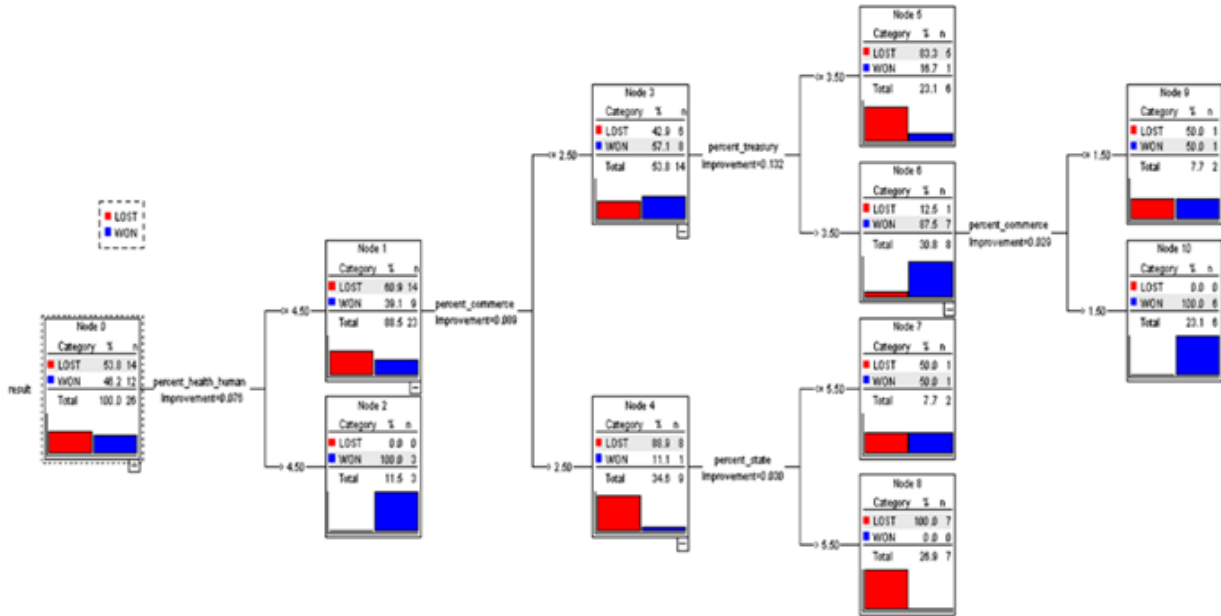 LOST
WON
result
Node 0
Category % n
LOST 53.8 14
WON 46.2 12
Total 100.0 26
percent_health_human
Improvement=0.076
<= 4.50
> 4.50
Node 1
Category % n
LOST 60.9 14
WON 39.1 9
Total 88.5 23
Node 2
Category % n
LOST 0.0 0
WON 100.0 3
Total 11.5 3
percent_commerce
Improvement=0.089
<= 2.50
> 2.50
Node 3
Category % n
LOST 42.9 6
WON 57.1 8
Total 53.8 14
Node 4
Category % n
LOST 88.9 8
WON 11.1 1
Total 34.6 9
percent_treasury
Improvement=0.132
<= 3.50
> 3.50
percent_state
Improvement=0.030
<= 5.50
> 5.50
Node 5
Category % n
LOST 83.3 5
WON 16.7 1
Total 23.1 6
Node 6
Category % n
LOST 12.5 1
WON 87.5 7
Total 30.8 8
Node 7
Category % n
LOST 50.0 1
WON 50.0 1
Total 7.7 2
Node 8
Category % n
LOST 100.0 7
WON 0.0 0
Total 26.9 7
percent_commerce
Improvement=0.029
<= 1.50
> 1.50
Node 9
Category % n
LOST 50.0 1
WON 50.0 1
Total 7.7 2
Node 10
Category % n
LOST 0.0 0
WON 100.0 6
Total 23.1 6